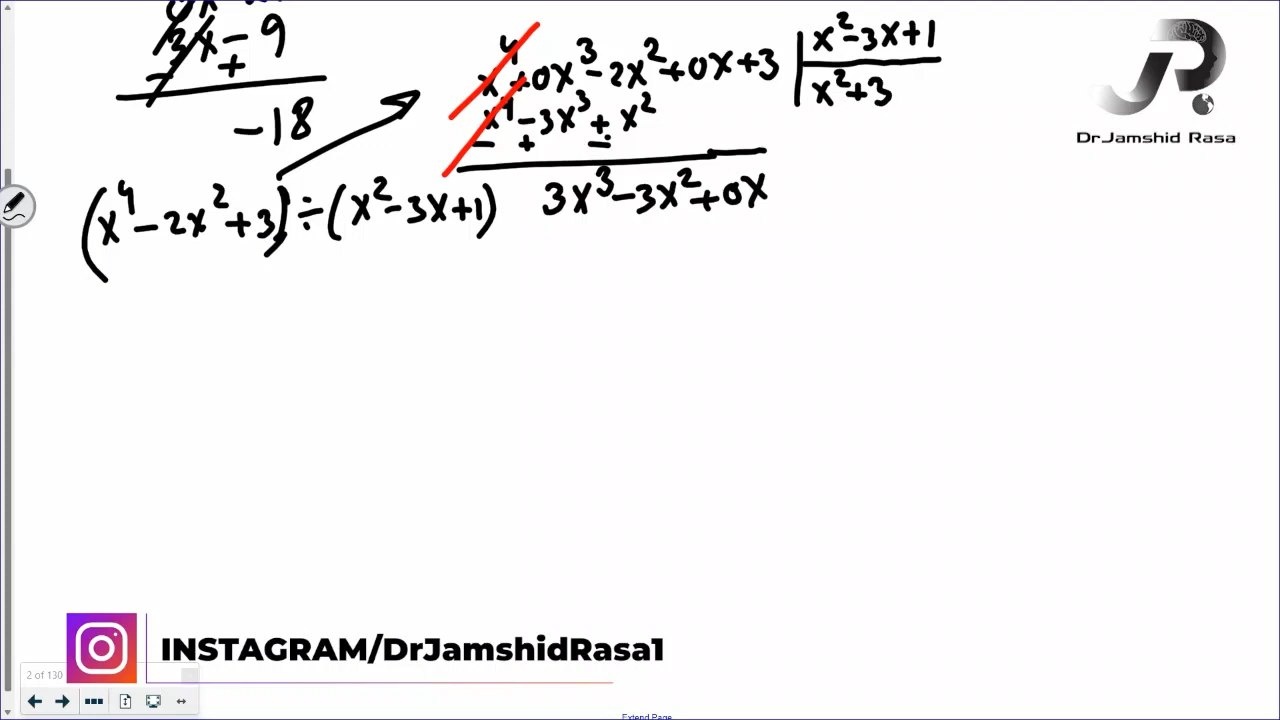 3x - 9
- +
-18
x⁴ + 0x³ - 2x² + 0x + 3 | x² - 3x + 1
x⁴ - 3x³ + x² | x² + 3
- + -
(x⁴ - 2x² + 3) ÷ (x² - 3x + 1) 3x³ - 3x² + 0x
DrJamshid Rasa
INSTAGRAM/DrJamshidRasa1
2 of 130
Extend Page